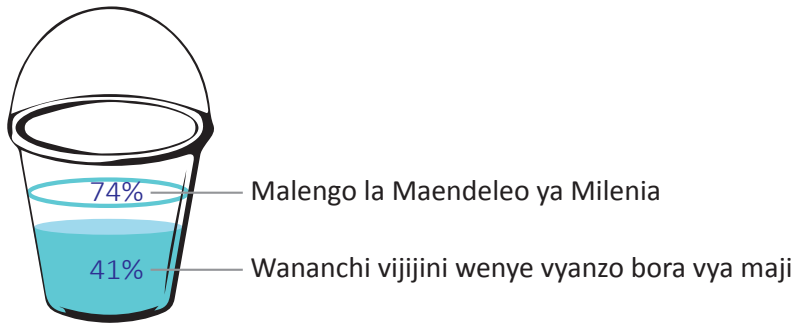 74% Malengo la Maendeleo ya Milenia
41% Wananchi vijijini wenye vyanzo bora vya maji